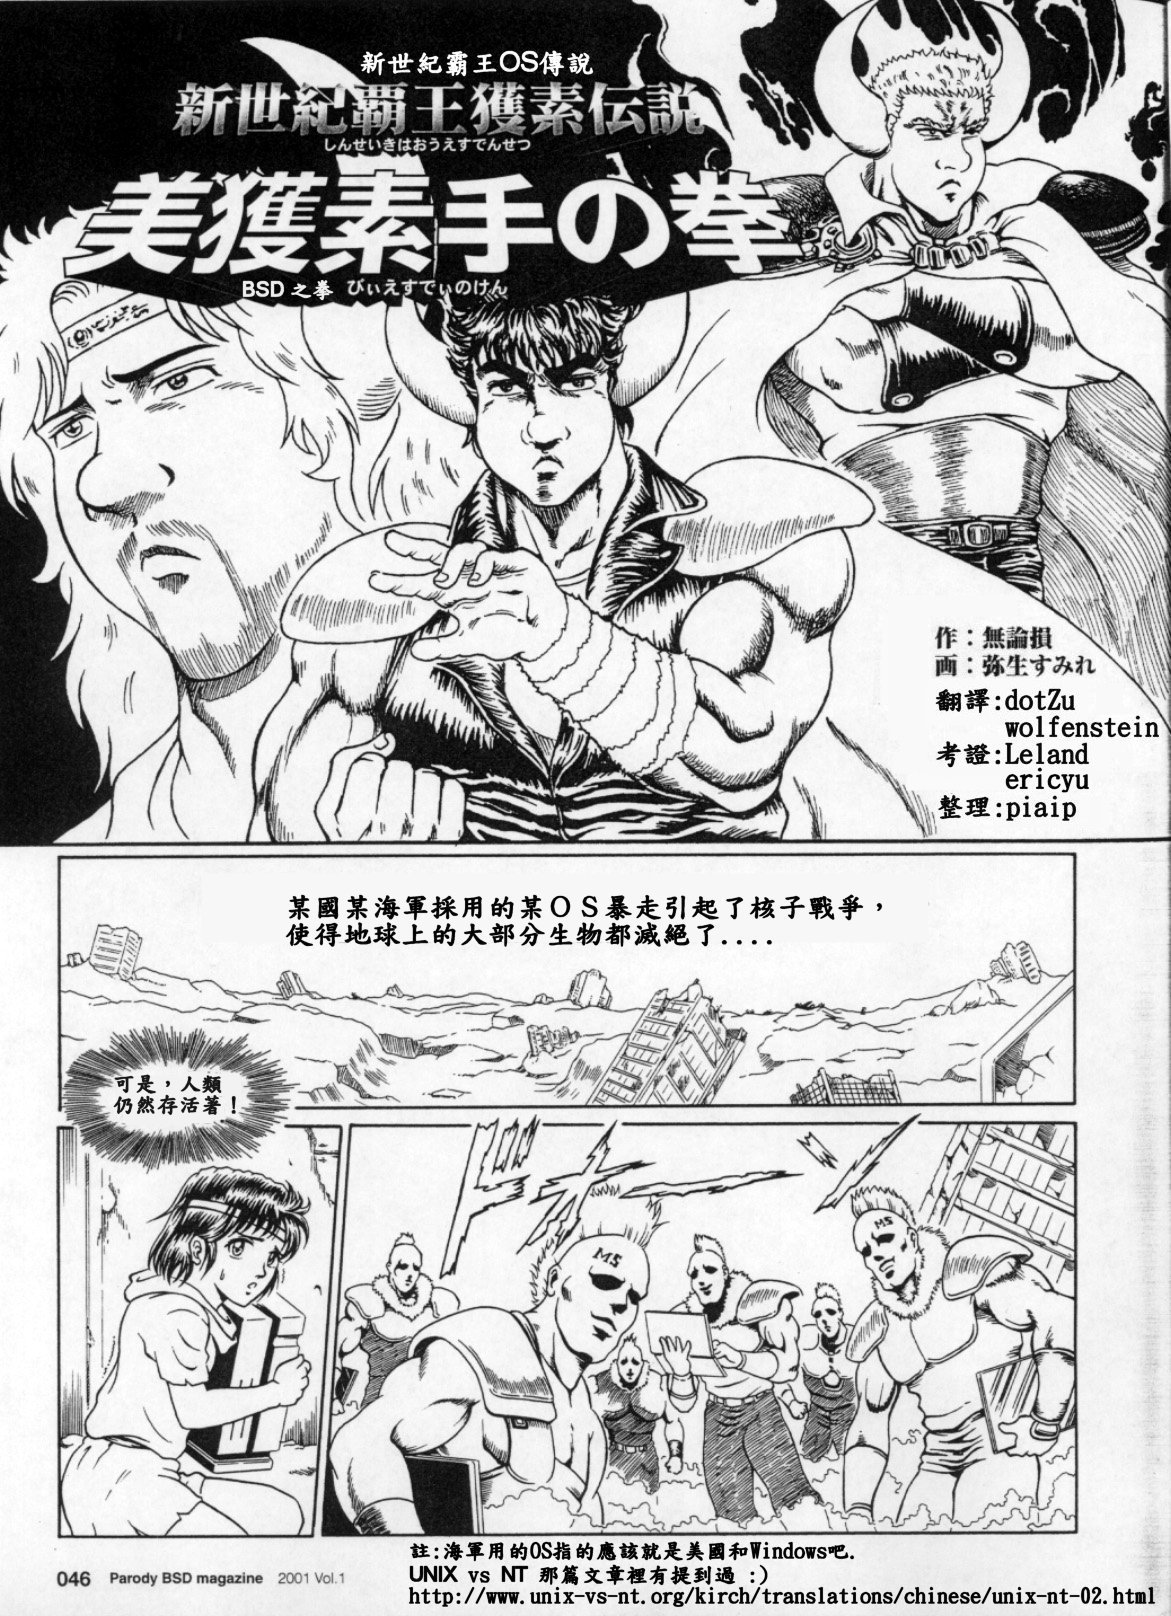 新世紀霸王OS傳說
新世紀覇王獲素伝説
しんせいきはおうえすでんせつ
美獲素手の拳
BSD 之拳 びぃえすでぃのけん
作：無論損
画：弥生すみれ
翻譯:dotZu
wolfenstein
考證:Leland
ericyu
整理:piaip
某國某海軍採用的某ＯＳ暴走引起了核子戰爭，
使得地球上的大部分生物都滅絕了....
可是，人類
仍然存活著！
MS
MS
註:海軍用的OS指的應該就是美國和Windows吧.
UNIX vs NT 那篇文章裡有提到過 :)
http://www.unix-vs-nt.org/kirch/translations/chinese/unix-nt-02.html
046 Parody BSD magazine 2001 Vol.1